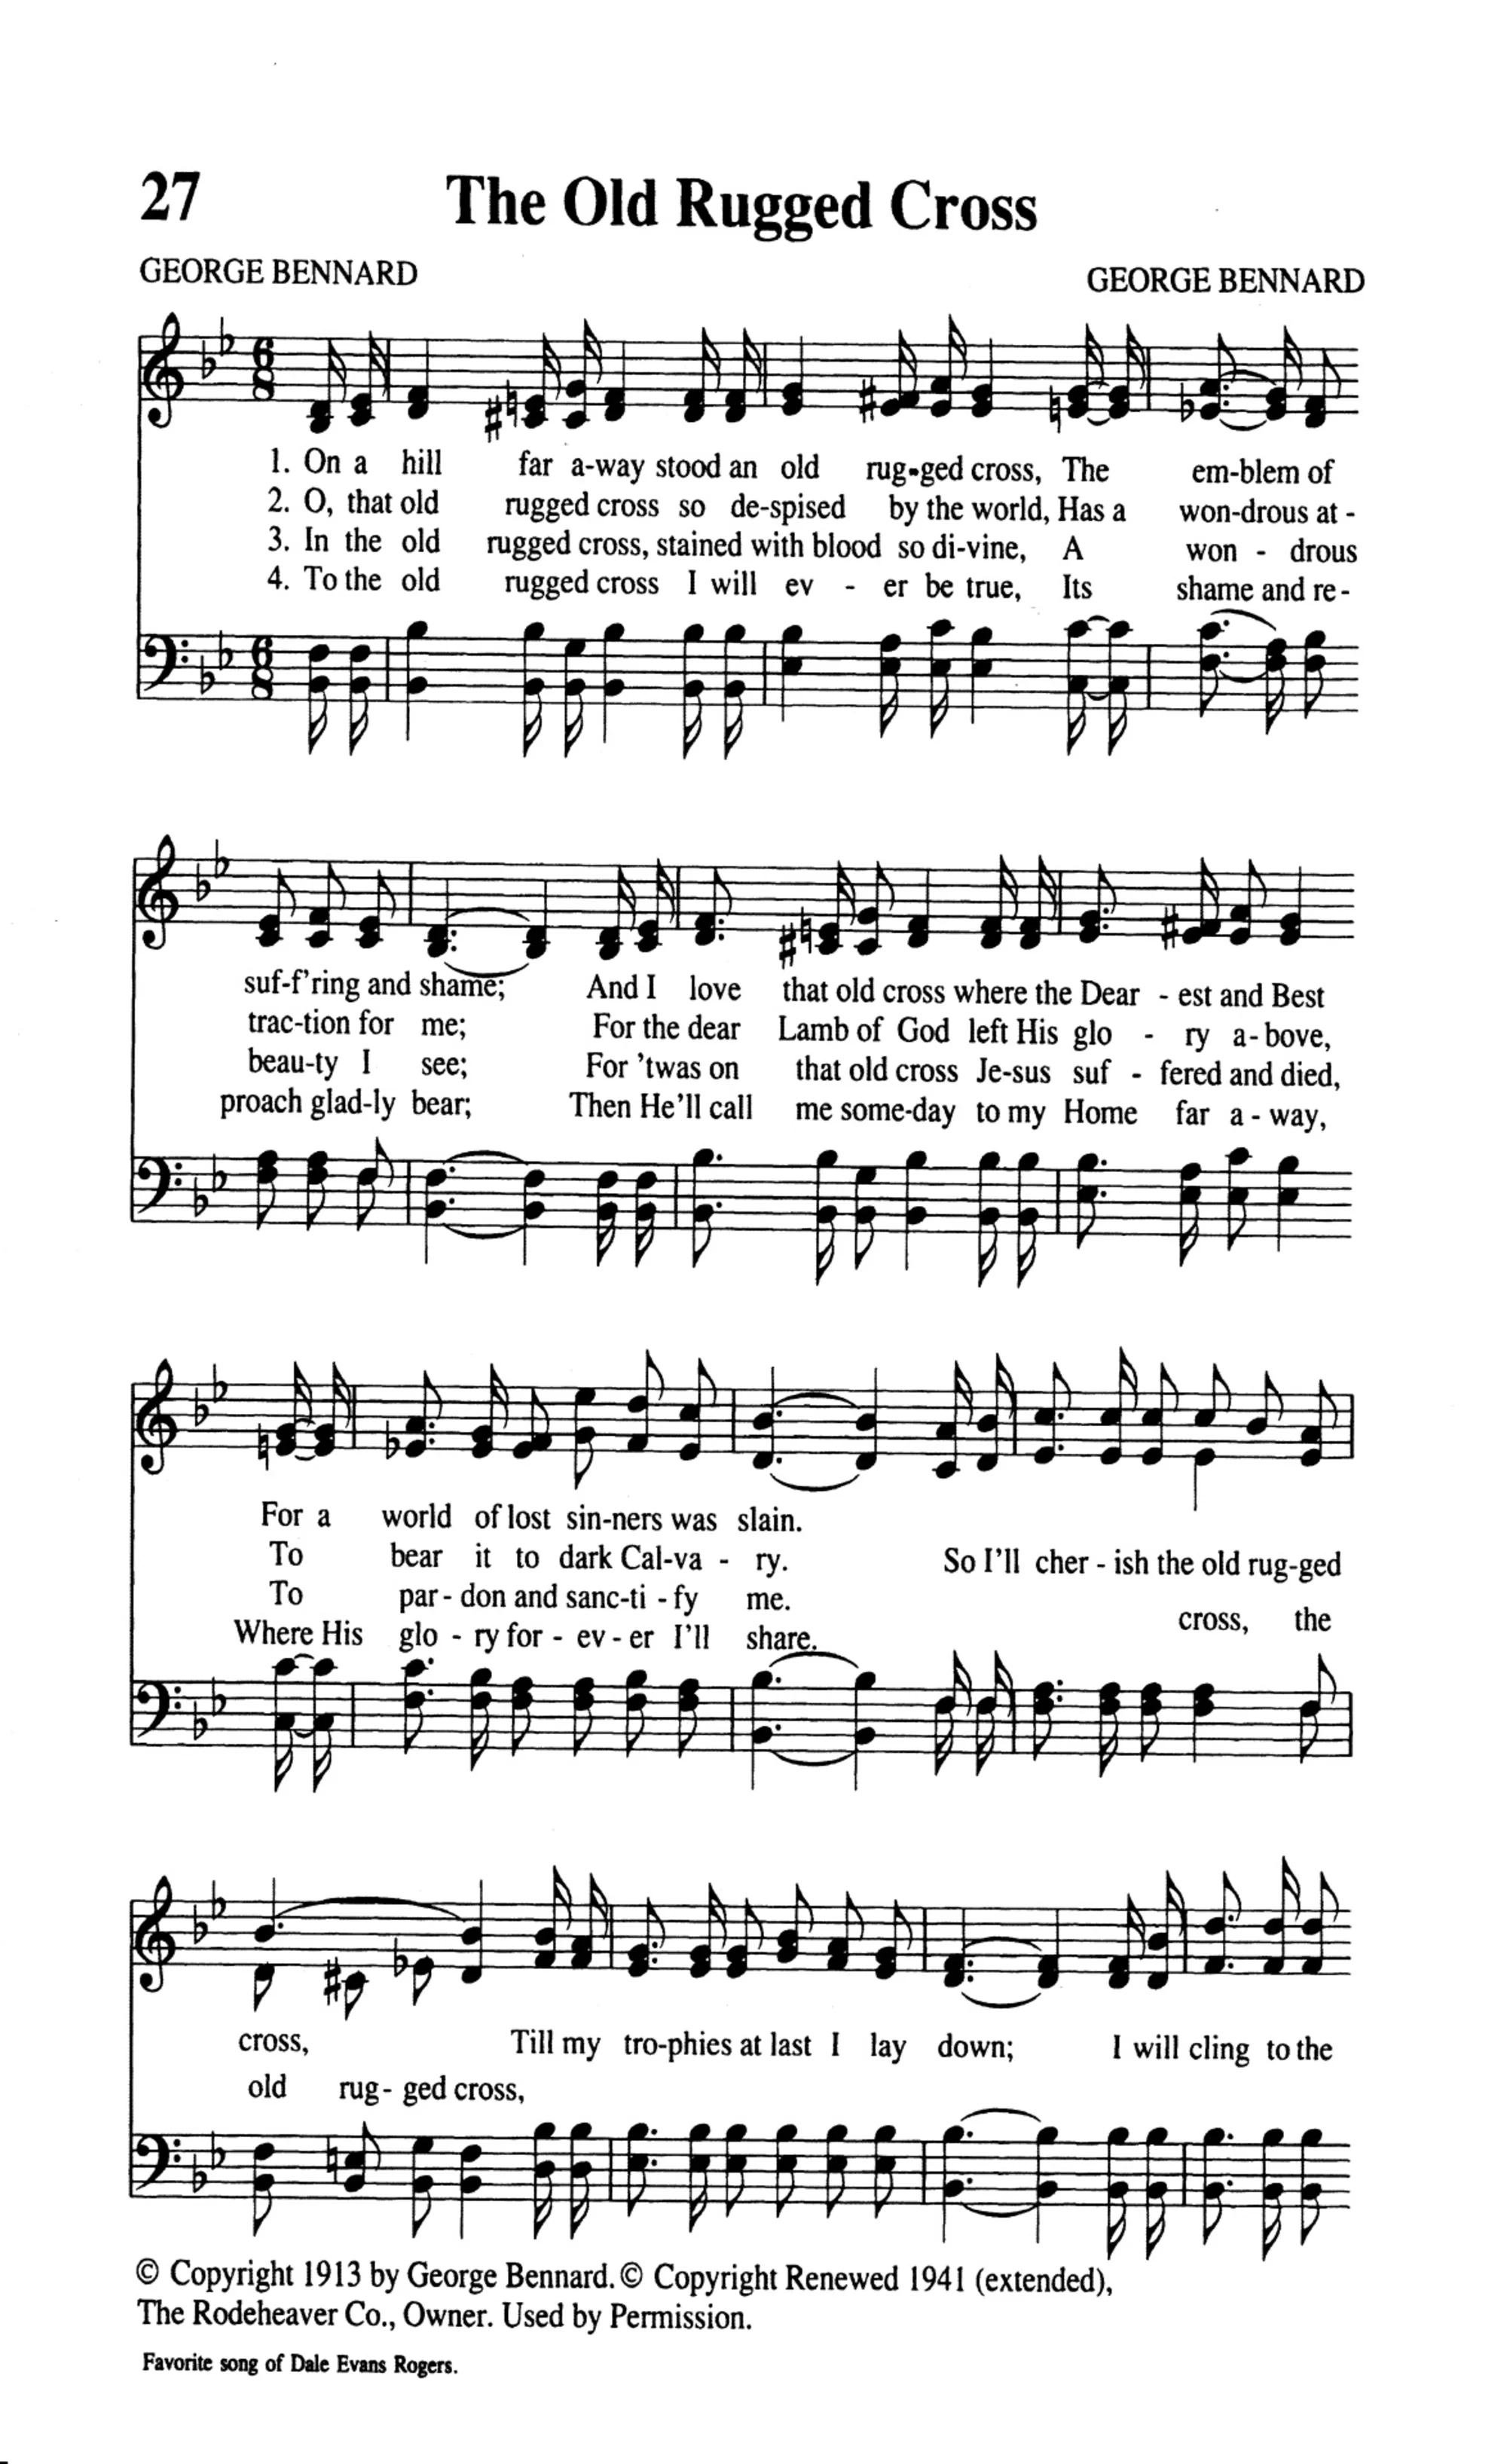 27
The Old Rugged Cross
GEORGE BENNARD
GEORGE BENNARD
1. On a hill far a-way stood an old rug-ged cross, The em-blem of
2. O, that old rugged cross so de-spised by the world, Has a won-drous at -
3. In the old rugged cross, stained with blood so di-vine, A won - drous
4. To the old rugged cross I will ev - er be true, Its shame and re-
suf-f'ring and shame; And I love that old cross where the Dear - est and Best
trac-tion for me; For the dear Lamb of God left His glo - ry a-bove,
beau-ty I see; For 'twas on that old cross Je-sus suf - fered and died,
proach glad-ly bear; Then He'll call me some-day to my Home far a - way,
For a world of lost sin-ners was slain.
To bear it to dark Cal-va - ry. So I'll cher - ish the old rug-ged
To par - don and sanc-ti - fy me.
cross, the
Where His glo - ry for - ev - er I'll share.
cross, Till my tro-phies at last I lay down; I will cling to the
old rug- ged cross,
© Copyright 1913 by George Bennard. © Copyright Renewed 1941 (extended),
The Rodeheaver Co., Owner. Used by Permission.
Favorite song of Dale Evans Rogers.